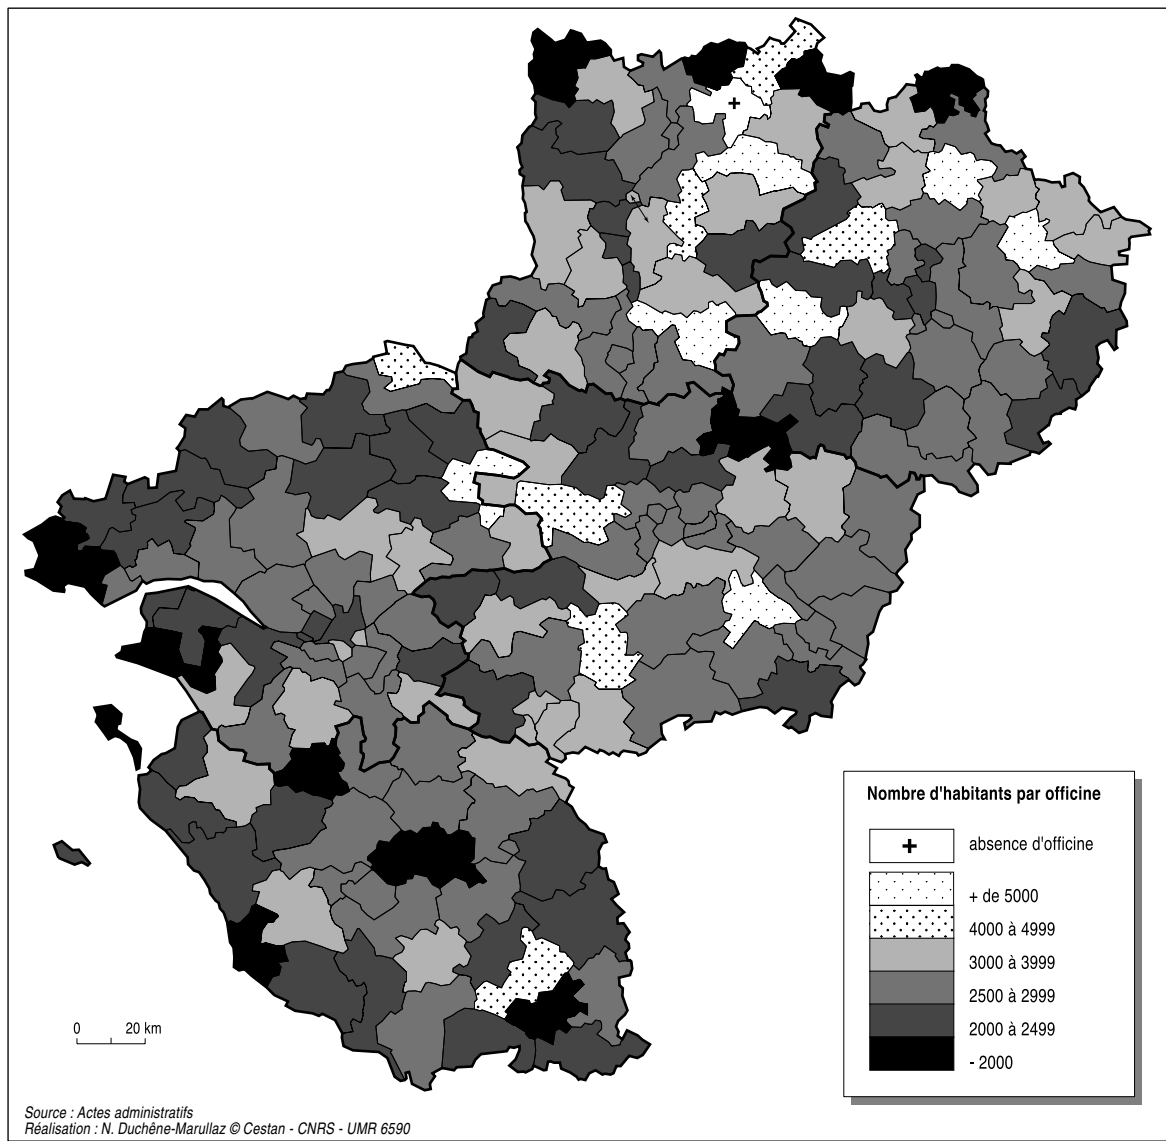 Nombre d'habitants par officine
+
absence d'officine
+ de 5000
4000 à 4999
3000 à 3999
2500 à 2999
2000 à 2499
- 2000
+
0 20 km
Source : Actes administratifs
Réalisation : N. Duchêne-Marullaz © Cestan - CNRS - UMR 6590